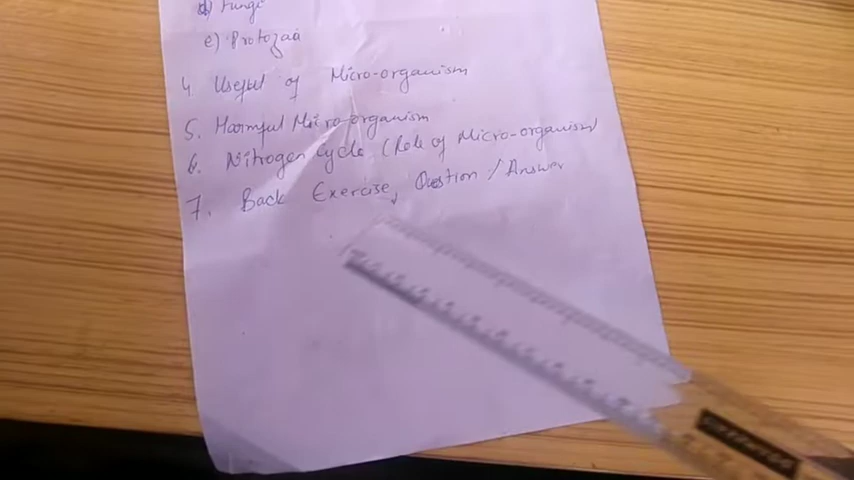 d) Fungi
e) Protozoa
4. Useful of Micro-organism
5. Harmful Micro-organism
6. Nitrogen Cycle (Role of Micro-organism)
7. Back Exercise, Question / Answer